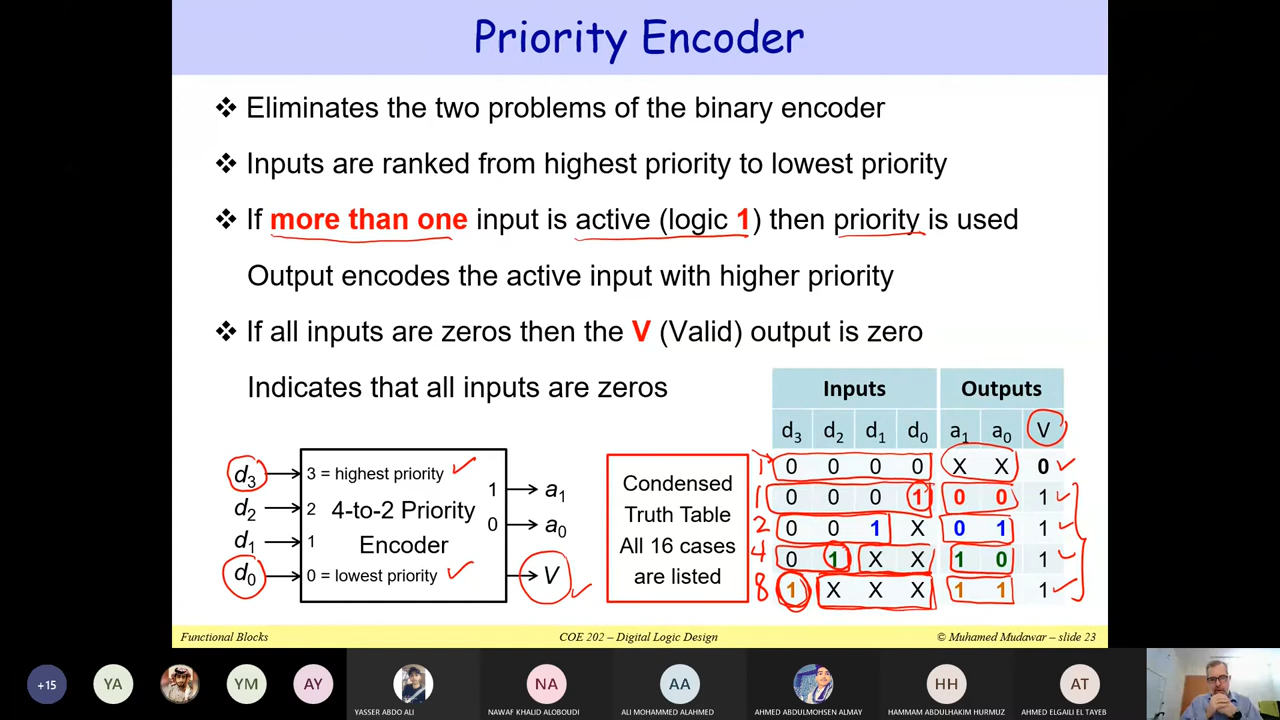 Priority Encoder
❖ Eliminates the two problems of the binary encoder
❖ Inputs are ranked from highest priority to lowest priority
❖ If more than one input is active (logic 1) then priority is used
Output encodes the active input with higher priority
❖ If all inputs are zeros then the V (Valid) output is zero
Indicates that all inputs are zeros
d3 3 = highest priority
d2 2
d1 1
d0 0 = lowest priority
4-to-2 Priority
Encoder
1 a1
0 a0
V
Condensed
Truth Table
All 16 cases
are listed
Inputs Outputs
d3 d2 d1 d0 a1 a0 V
1 0 0 0 0 X X 0
1 0 0 0 1 0 0 1
2 0 0 1 X 0 1 1
4 0 1 X X 1 0 1
8 1 X X X 1 1 1
Functional Blocks COE 202 – Digital Logic Design © Muhamed Mudawar – slide 23
+15 YA YM AY NA AA HH AT
YASSER ABDO ALI NAWAF KHALID ALOBOUDI ALI MOHAMMED ALAHMED AHMED ABDULMOHSEN ALMAY HAMMAM ABDULHAKIM HURMUZ AHMED ELGAILI EL TAYEB